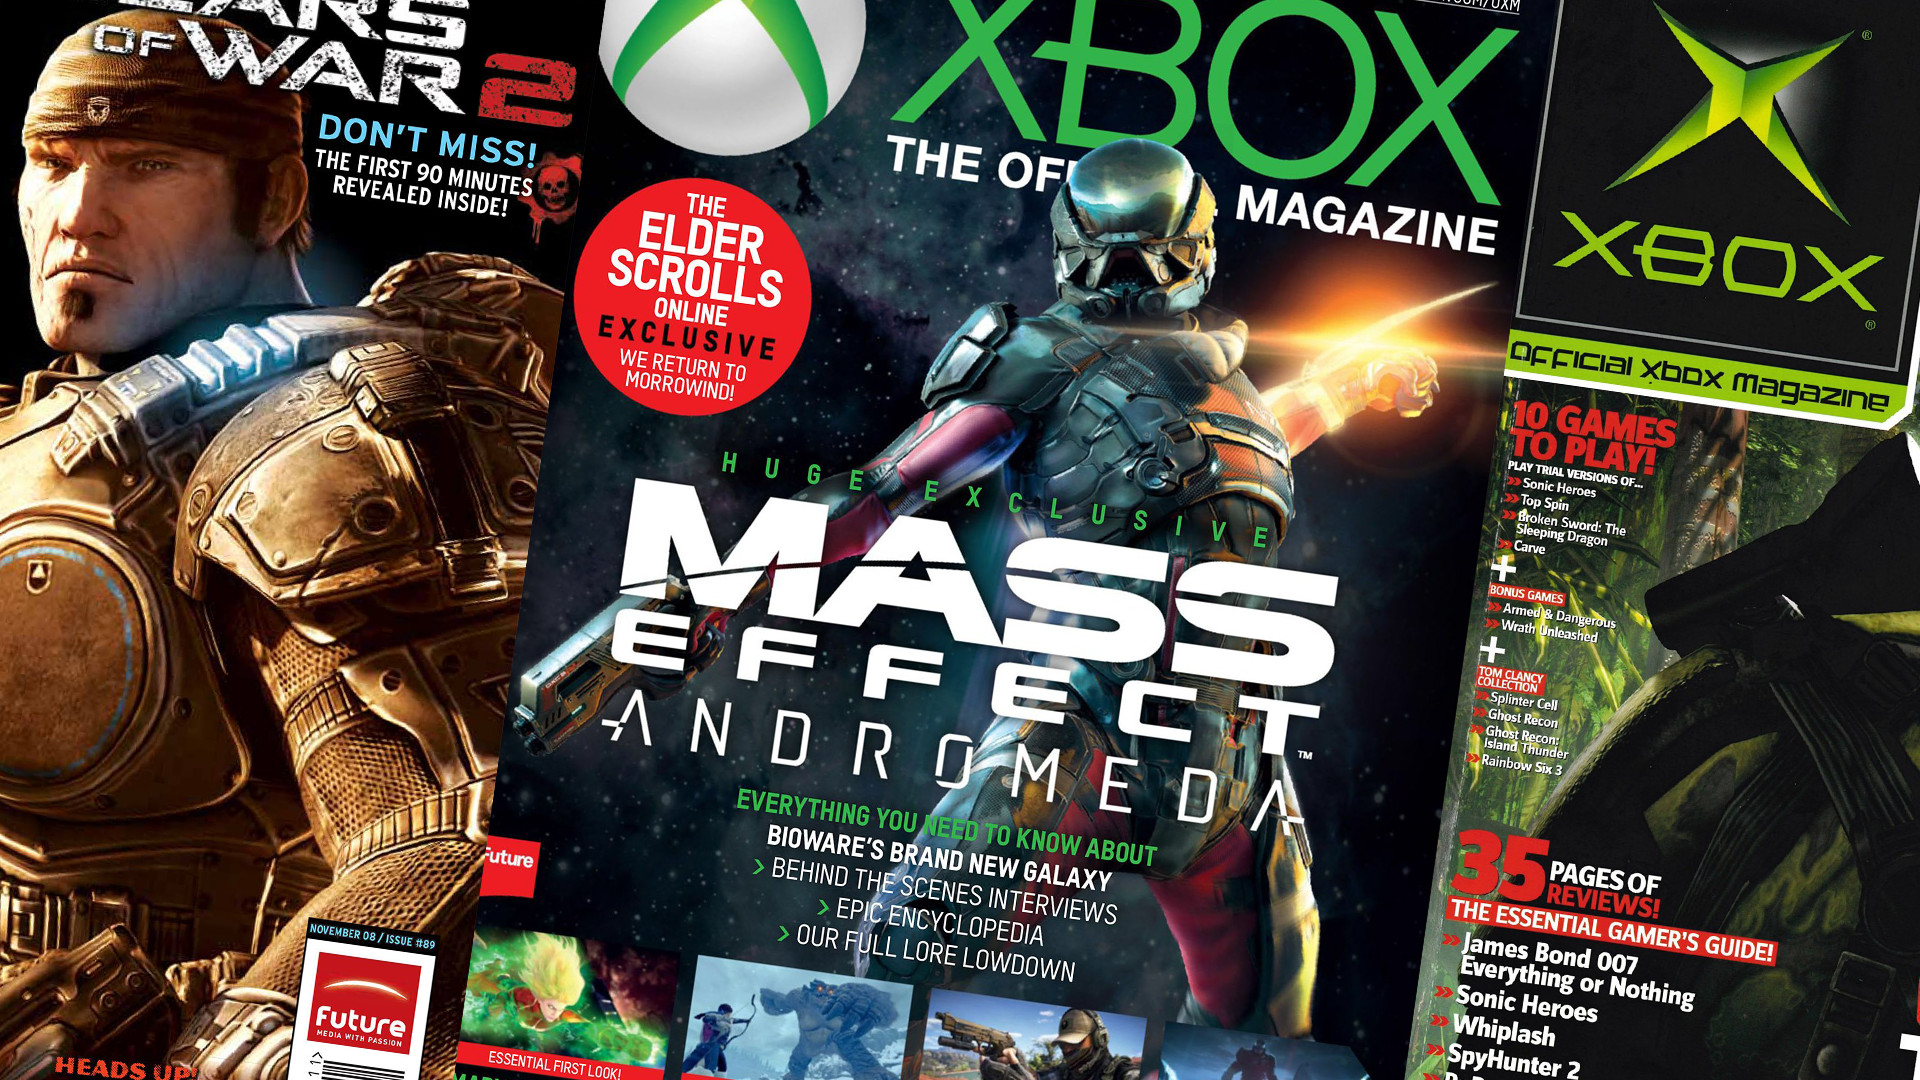 OF WAR 2
DON'T MISS!
THE FIRST 90 MINUTES
REVEALED INSIDE!
NOVEMBER 08 / ISSUE #89
Future
MEDIA WITH PASSION
HEADS UP!
XBOX
THE OFFICIAL MAGAZINE
THE
ELDER
SCROLLS
ONLINE
EXCLUSIVE
WE RETURN TO
MORROWIND!
HUGE EXCLUSIVE
MASS
EFFECT
ANDROMEDA
TM
EVERYTHING YOU NEED TO KNOW ABOUT
BIOWARE'S BRAND NEW GALAXY
> BEHIND THE SCENES INTERVIEWS
> EPIC ENCYCLOPEDIA
> OUR FULL LORE LOWDOWN
Future
ESSENTIAL FIRST LOOK!
®
XBOX
®
Official Xbox Magazine
10 GAMES
TO PLAY!
PLAY TRIAL VERSIONS OF...
» Sonic Heroes
» Top Spin
» Broken Sword: The
Sleeping Dragon
» Carve
+
BONUS GAMES
» Armed & Dangerous
» Wrath Unleashed
+
TOM CLANCY
COLLECTION
» Splinter Cell
» Ghost Recon
» Ghost Recon:
Island Thunder
» Rainbow Six 3
35 PAGES OF
REVIEWS!
THE ESSENTIAL GAMER'S GUIDE!
» James Bond 007
Everything or Nothing
» Sonic Heroes
» Whiplash
» SpyHunter 2